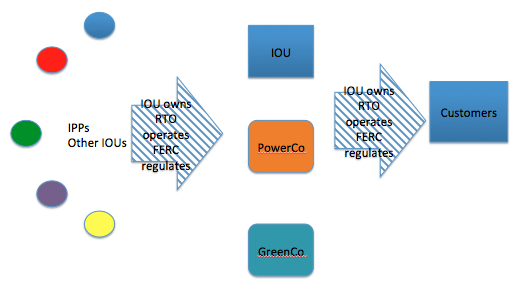 IPPs
Other IOUs
IOU owns
RTO
operates
FERC
regulates
IOU
PowerCo
GreenCo
IOU owns
RTO
operates
FERC
regulates
Customers